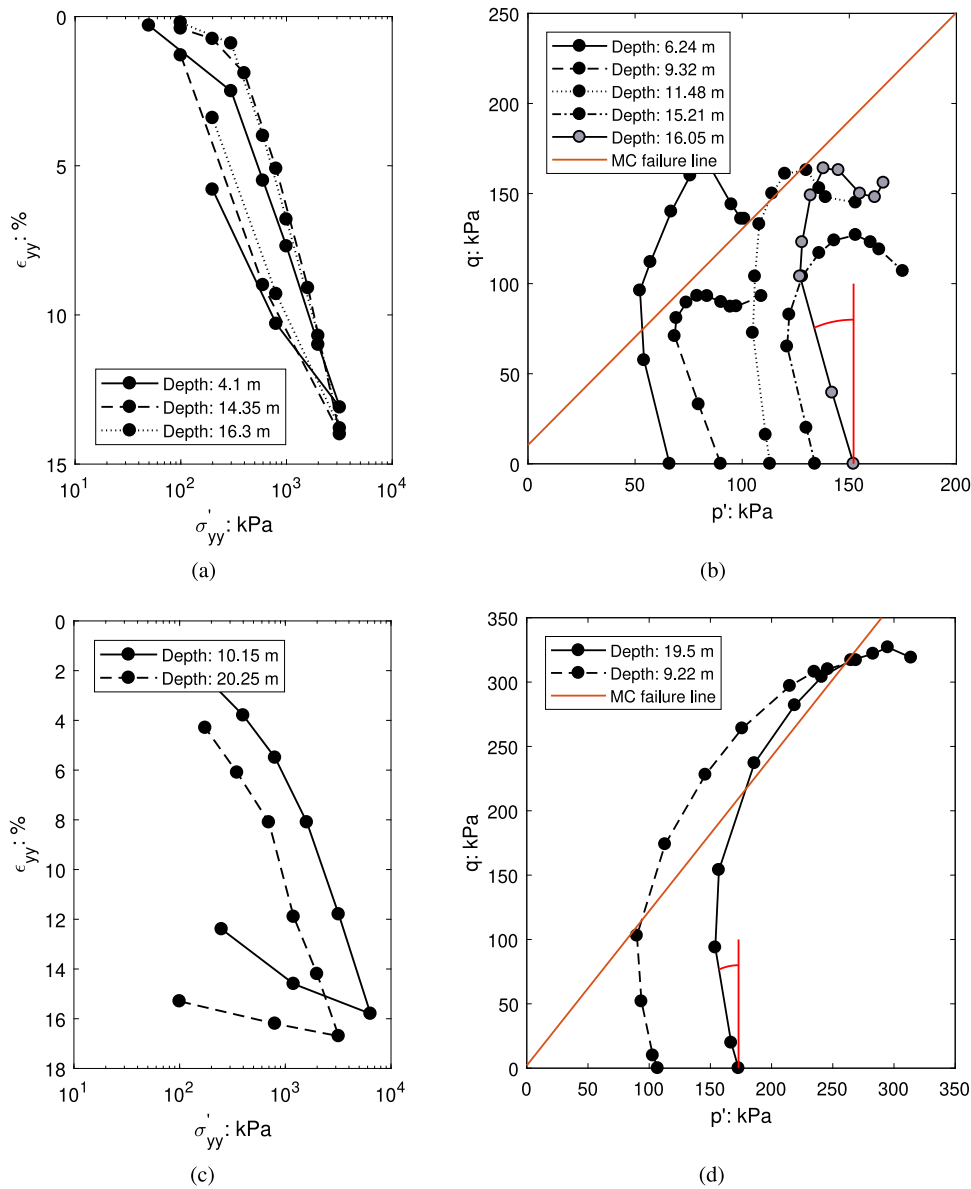 0
5
10
15
10^1
10^2
10^3
10^4
ϵ_yy: %
σ'_yy: kPa
Depth: 4.1 m
Depth: 14.35 m
Depth: 16.3 m
(a)
250
200
150
100
50
0
0
50
100
150
200
q: kPa
p': kPa
Depth: 6.24 m
Depth: 9.32 m
Depth: 11.48 m
Depth: 15.21 m
Depth: 16.05 m
MC failure line
(b)
0
2
4
6
8
10
12
14
16
18
10^1
10^2
10^3
10^4
ϵ_yy: %
σ'_yy: kPa
Depth: 10.15 m
Depth: 20.25 m
(c)
350
300
250
200
150
100
50
0
0
50
100
150
200
250
300
350
q: kPa
p': kPa
Depth: 19.5 m
Depth: 9.22 m
MC failure line
(d)